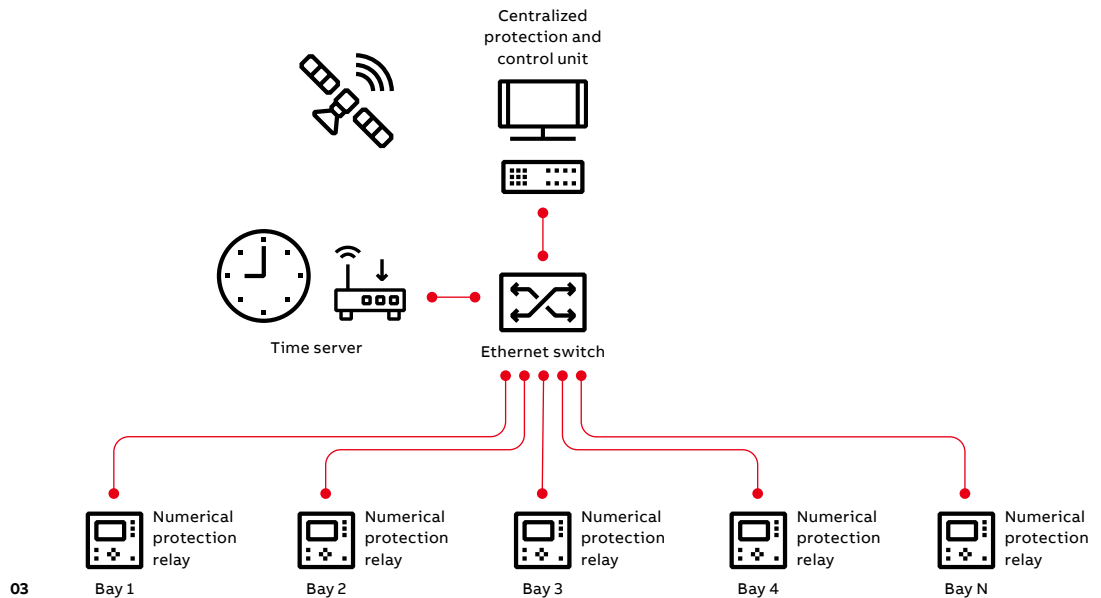 Centralized
protection and
control unit
Time server
Ethernet switch
Numerical
protection
relay
Numerical
protection
relay
Numerical
protection
relay
Numerical
protection
relay
Numerical
protection
relay
03
Bay 1
Bay 2
Bay 3
Bay 4
Bay N